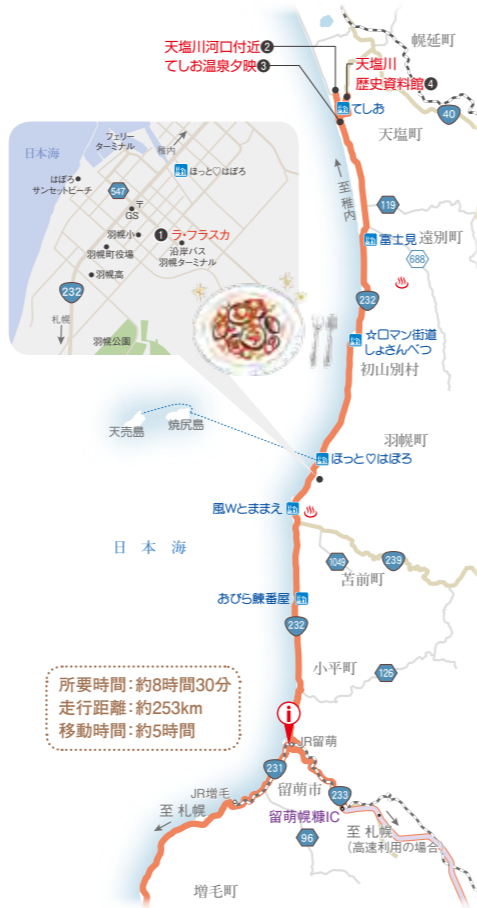 天塩川河口付近❷
てしお温泉夕映❸
天塩川
歴史資料館❹
幌延町
てしお
40
天塩町
至 稚内
119
富士見
遠別町
688
232
☆ロマン街道
しょさんべつ
初山別村
日本海
フェリー
ターミナル
稚内
ほっと♡はぼろ
はぼろ
サンセットビーチ
547
〒
GS
羽幌小
❶ラ・フラスカ
羽幌町役場
沿岸バス
羽幌ターミナル
羽幌高
232
札幌
羽幌公園
天売島
焼尻島
羽幌町
ほっと♡はぼろ
風Wとままえ
日本海
1049
239
苫前町
おびら鰊番屋
232
小平町
126
所要時間：約8時間30分
走行距離：約253km
移動時間：約5時間
i
JR留萌
231
留萌市
233
JR増毛
至 札幌
留萌幌糠IC
96
至 札幌
（高速利用の場合）
増毛町